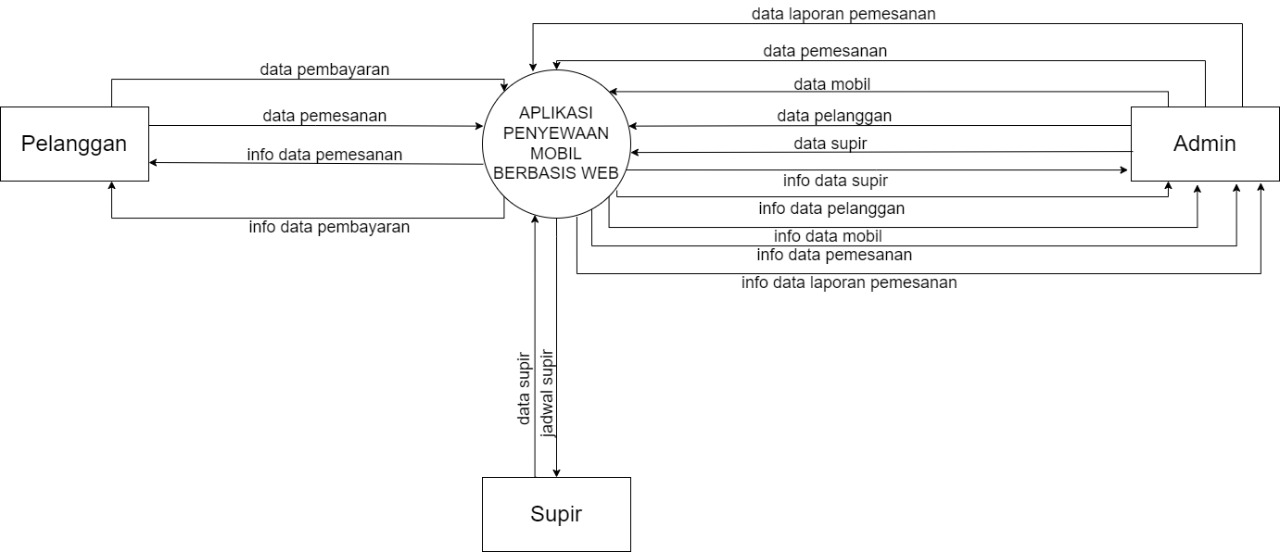 data laporan pemesanan
data pemesanan
data pembayaran
data mobil
data pemesanan
data pelanggan
Pelanggan
APLIKASI
PENYEWAAN
MOBIL
BERBASIS WEB
Admin
data supir
info data pemesanan
info data supir
info data pelanggan
info data pembayaran
info data mobil
info data pemesanan
info data laporan pemesanan
data supir
jadwal supir
Supir